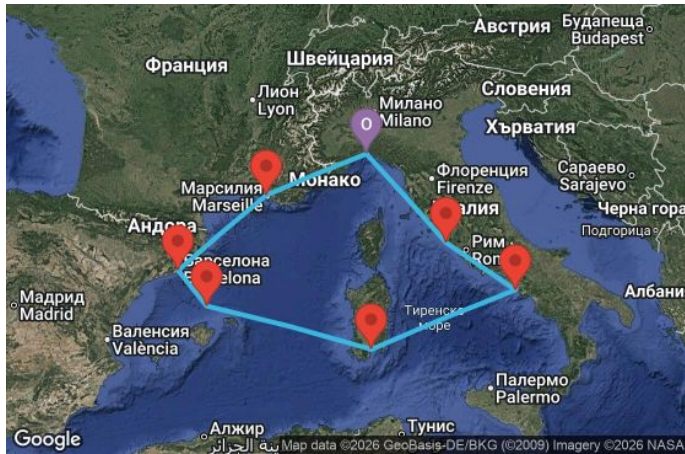 Австрия
Будапеща
Budapest
Швейцария
Франция
Словения
Лион
Lyon
Милано
Milano
O
Хърватия
Сараево
Sarajevo
Флоренция
Firenze
Монако
Марсилия
Marseille
Италия
Черна гора
Подгорица
Андора
Рим
Барселона
Barcelona
Мадрид
Madrid
Тиренско
море
Албани
Валенсия
València
Палермо
Palermo
Алжир
Тунис
Google
Map data ©2026 GeoBasis-DE/BKG (©2009) Imagery ©2026 NASA